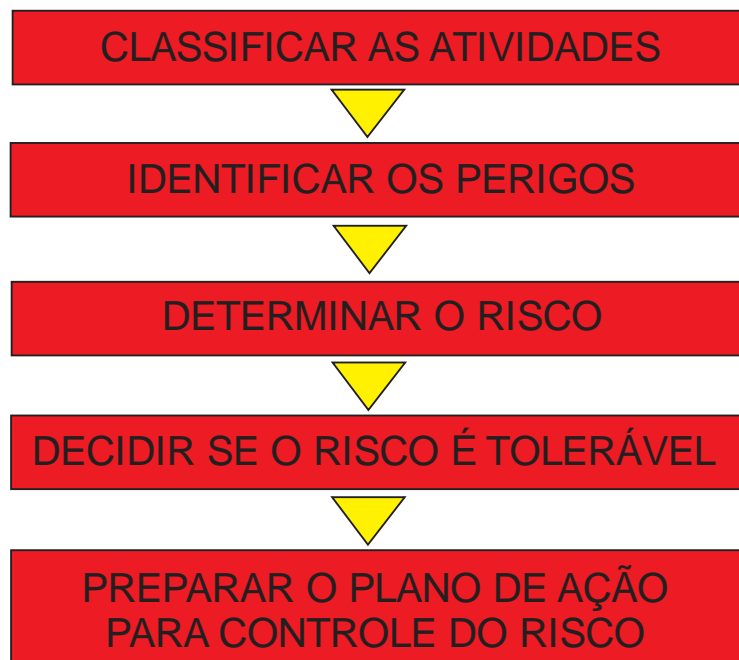 CLASSIFICAR AS ATIVIDADES
IDENTIFICAR OS PERIGOS
DETERMINAR O RISCO
DECIDIR SE O RISCO É TOLERÁVEL
PREPARAR O PLANO DE AÇÃO
PARA CONTROLE DO RISCO